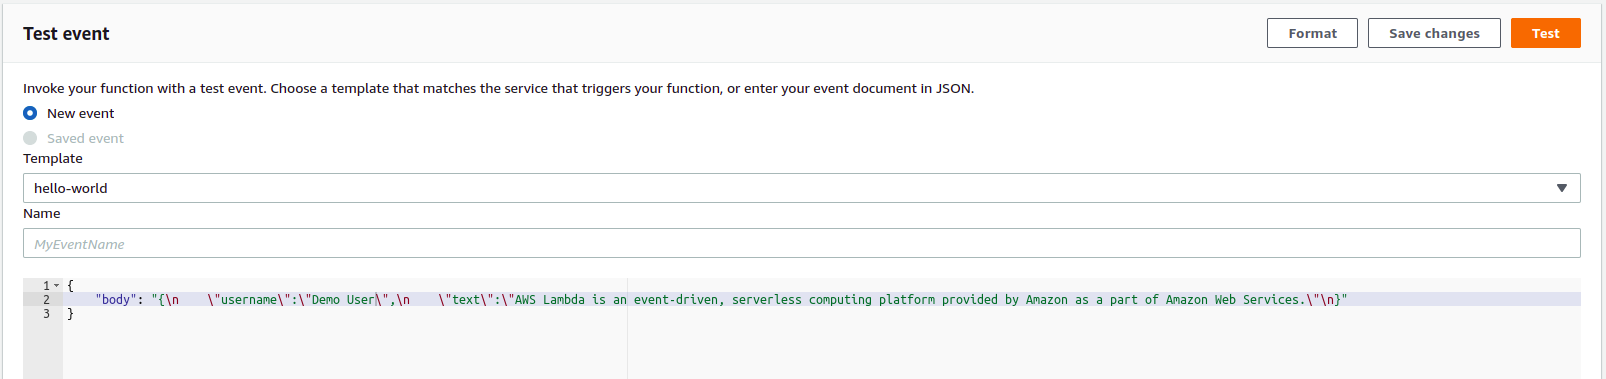 Test event
Format
Save changes
Test
Invoke your function with a test event. Choose a template that matches the service that triggers your function, or enter your event document in JSON.
New event
Saved event
Template
hello-world
Name
MyEventName
1 {
2     "body": "{\n    \"username\":\"Demo User\",\n    \"text\":\"AWS Lambda is an event-driven, serverless computing platform provided by Amazon as a part of Amazon Web Services.\"\n}"
3 }